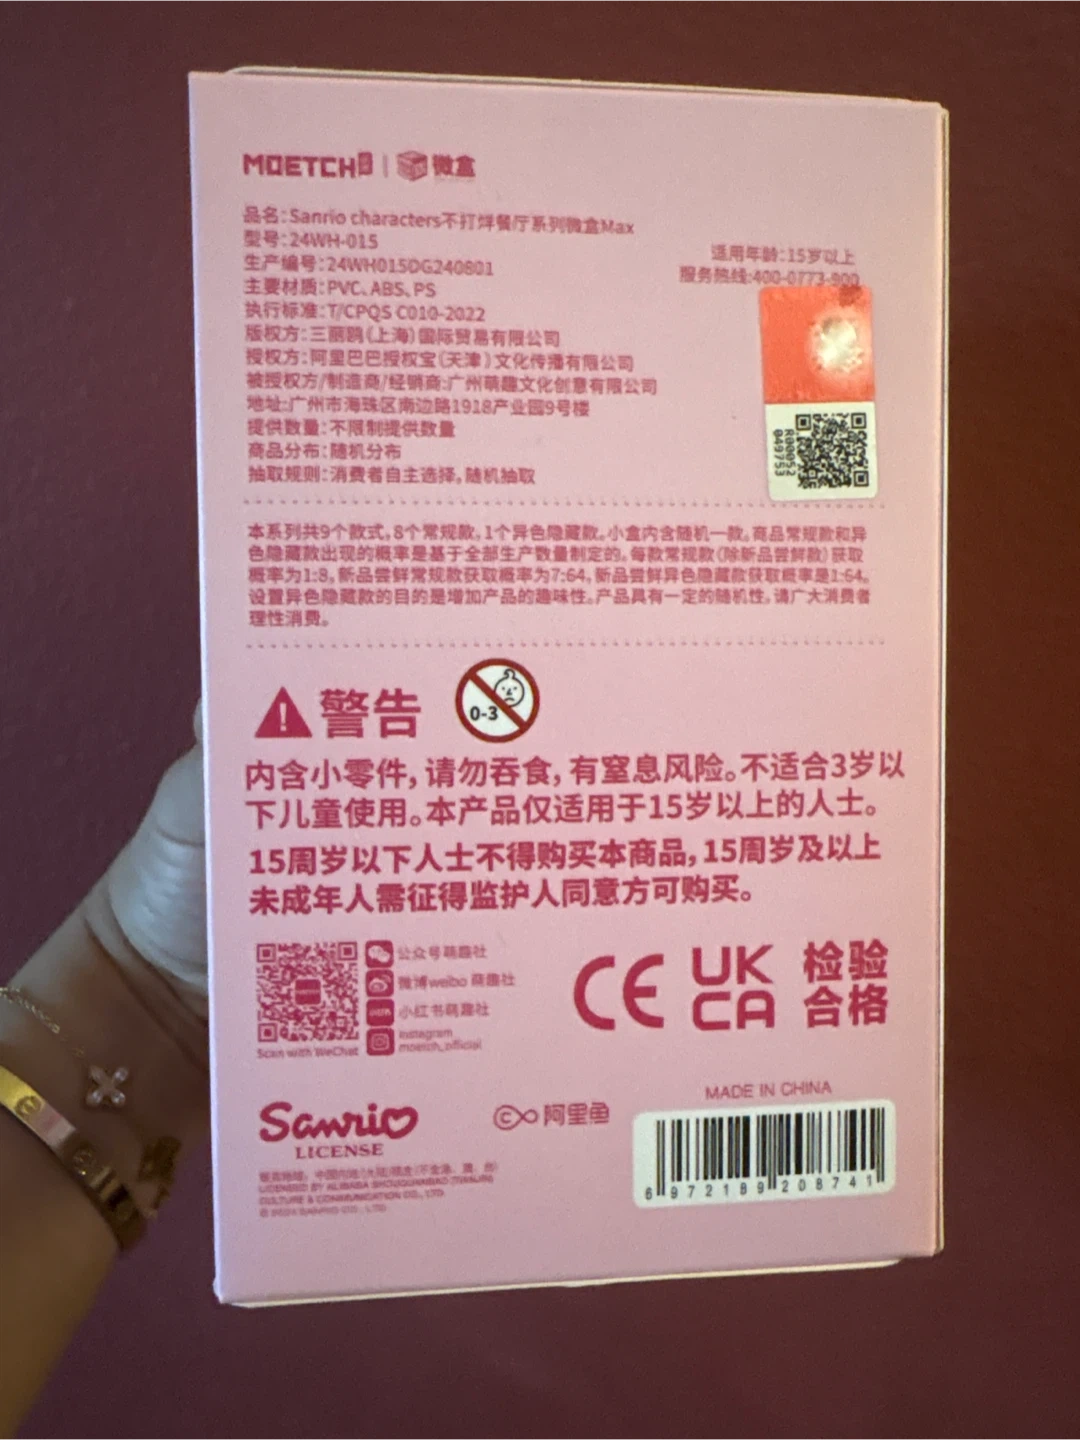 MOETCH | 微盒
品名:Sanrio characters不打烊餐厅系列微盒Max
型号:24WH-015
生产编号:24WH015DG240801
主要材质:PVC、ABS、PS
执行标准:T/CPQS C010-2022
版权方:三丽鸥(上海)国际贸易有限公司
授权方:阿里巴巴授权宝(天津)文化传播有限公司
被授权方/制造商/经销商:广州萌趣文化创意有限公司
地址:广州市海珠区南边路1918产业园9号楼
提供数量:不限制提供数量
商品分布:随机分布
抽取规则:消费者自主选择,随机抽取
适用年龄:15岁以上
服务热线:400-0773-900
R00052
049753
本系列共9个款式,8个常规款,1个异色隐藏款。小盒内含随机一款。商品常规款和异
色隐藏款出现的概率是基于全部生产数量制定的。每款常规款(除新品尝鲜款)获取
概率为1:8,新品尝鲜常规款获取概率为7:64,新品尝鲜异色隐藏款获取概率是1:64。
设置异色隐藏款的目的是增加产品的趣味性。产品具有一定的随机性,请广大消费者
理性消费。
警告
0-3
内含小零件,请勿吞食,有窒息风险。不适合3岁以
下儿童使用。本产品仅适用于15岁以上的人士。
15周岁以下人士不得购买本商品,15周岁及以上
未成年人需征得监护人同意方可购买。
公众号萌趣社
微博weibo 萌趣社
小红书萌趣社
Instagram
moetch_official
Scan with WeChat
CE
UK
CA
检验
合格
Sanrio
LICENSE
阿里鱼
MADE IN CHINA
6972189208741
LICENSED BY ALIBABA SHOUQUANBAO (TIANJIN)
CULTURE & COMMUNICATION CO., LTD.
© 2024 SANRIO CO., LTD.